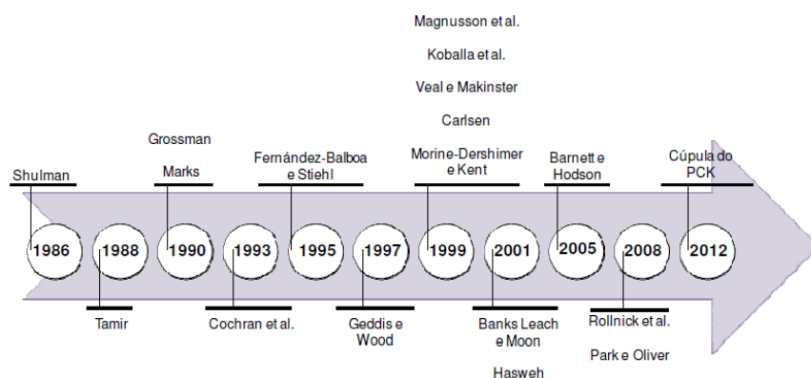 Magnusson et al.
Koballa et al.
Veal e Makinster
Carlsen
Morine-Dershimer
e Kent
Grossman
Marks
Fernández-Balboa
e Stiehl
Barnett e
Hodson
Cúpula do
PCK
Shulman
1986
1988
1990
1993
1995
1997
1999
2001
2005
2008
2012
Tamir
Cochran et al.
Geddis e
Wood
Banks Leach
e Moon
Hasweh
Rollnick et al.
Park e Oliver